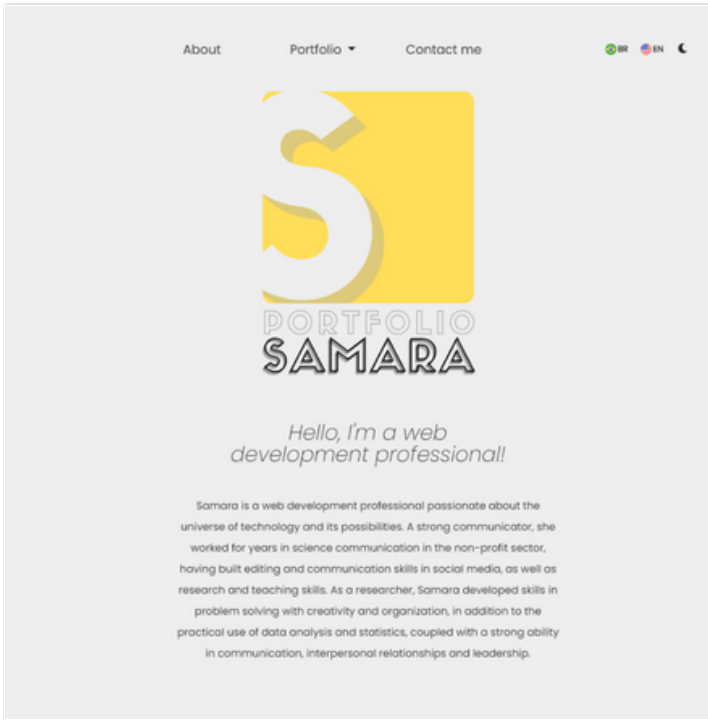 About Portfolio Contact me BR EN
S
PORTFOLIO
SAMARA
Hello, I'm a web
development professional!
Samara is a web development professional passionate about the
universe of technology and its possibilities. A strong communicator, she
worked for years in science communication in the non-profit sector,
having built editing and communication skills in social media, as well as
research and teaching skills. As a researcher, Samara developed skills in
problem solving with creativity and organization, in addition to the
practical use of data analysis and statistics, coupled with a strong ability
in communication, interpersonal relationships and leadership.